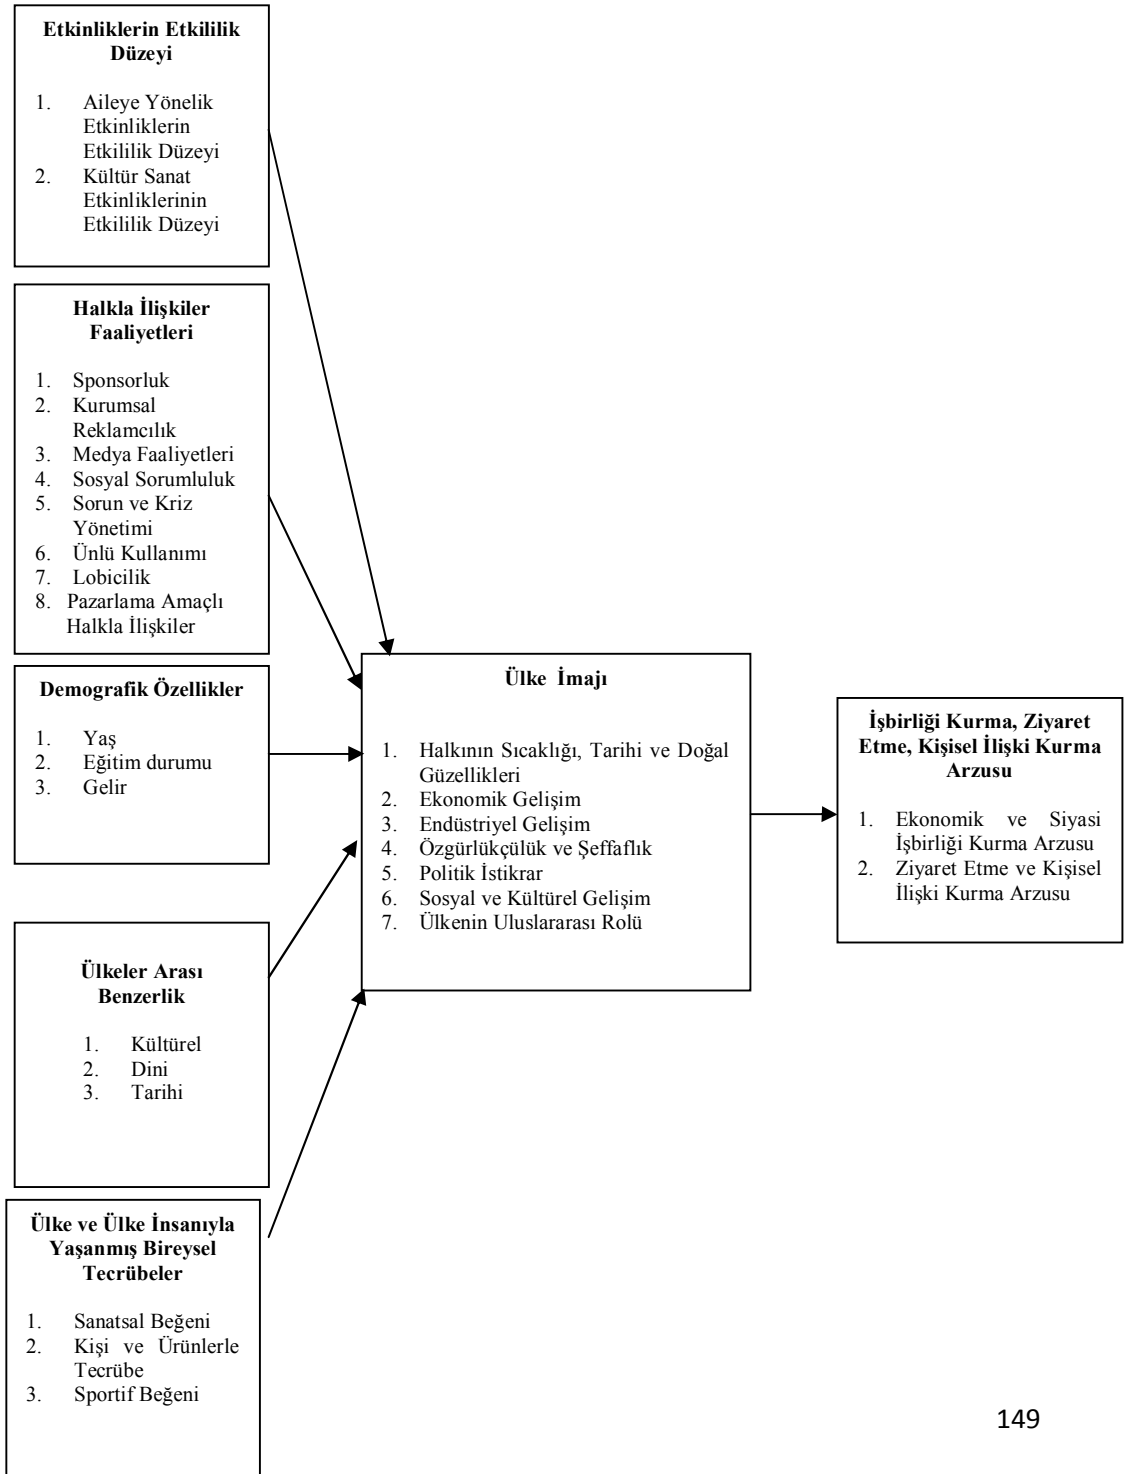 Etkinliklerin Etkililik
Düzeyi
1. Aileye Yönelik
Etkinliklerin
Etkililik Düzeyi
2. Kültür Sanat
Etkinliklerinin
Etkililik Düzeyi
Halkla İlişkiler
Faaliyetleri
1. Sponsorluk
2. Kurumsal
Reklamcılık
3. Medya Faaliyetleri
4. Sosyal Sorumluluk
5. Sorun ve Kriz
Yönetimi
6. Ünlü Kullanımı
7. Lobicilik
8. Pazarlama Amaçlı
Halkla İlişkiler
Demografik Özellikler
1. Yaş
2. Eğitim durumu
3. Gelir
Ülkeler Arası
Benzerlik
1. Kültürel
2. Dini
3. Tarihi
Ülke ve Ülke İnsanıyla
Yaşanmış Bireysel
Tecrübeler
1. Sanatsal Beğeni
2. Kişi ve Ürünlerle
Tecrübe
3. Sportif Beğeni
Ülke İmajı
1. Halkının Sıcaklığı, Tarihi ve Doğal
Güzellikleri
2. Ekonomik Gelişim
3. Endüstriyel Gelişim
4. Özgürlükçülük ve Şeffaflık
5. Politik İstikrar
6. Sosyal ve Kültürel Gelişim
7. Ülkenin Uluslararası Rolü
İşbirliği Kurma, Ziyaret
Etme, Kişisel İlişki Kurma
Arzusu
1. Ekonomik ve Siyasi
İşbirliği Kurma Arzusu
2. Ziyaret Etme ve Kişisel
İlişki Kurma Arzusu
149